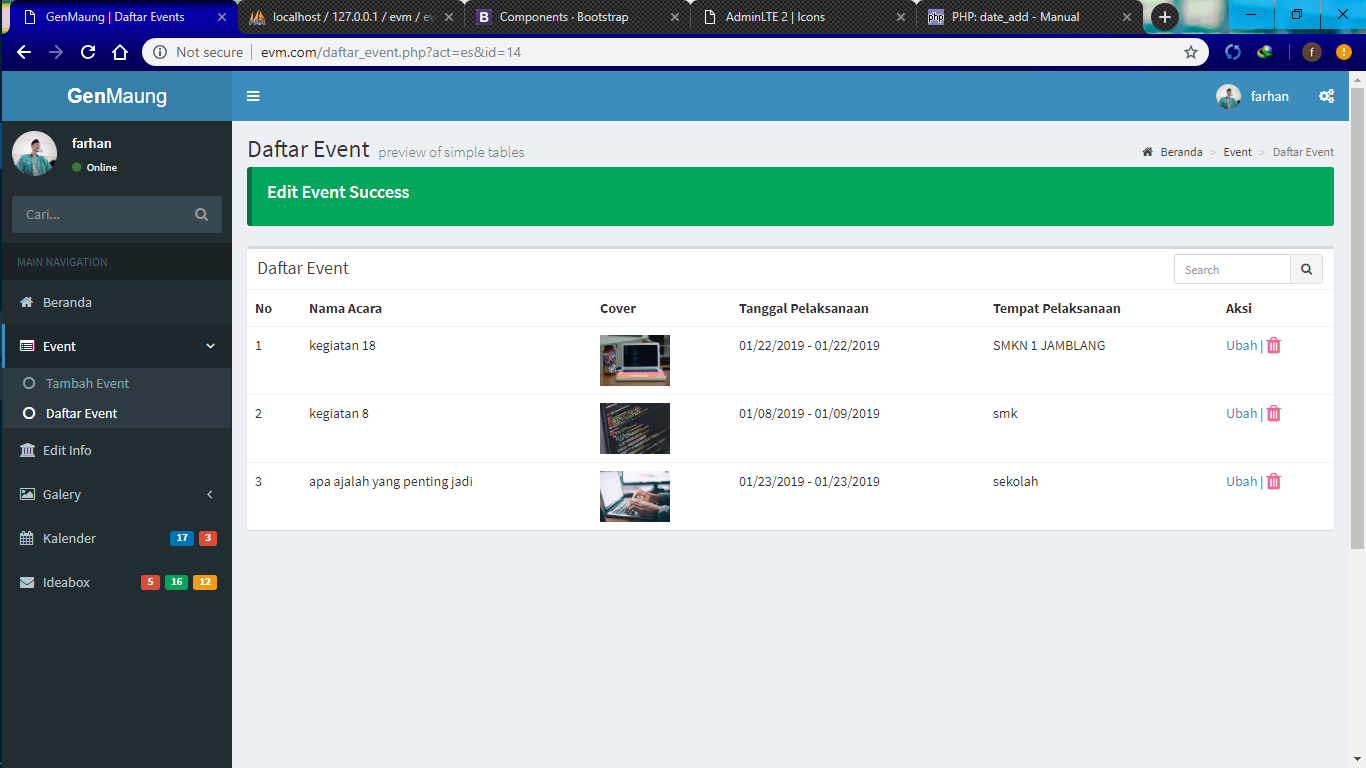 GenMaung | Daftar Events
localhost / 127.0.0.1 / evm / ev
Components · Bootstrap
AdminLTE 2 | Icons
PHP: date_add - Manual
Not secure | evm.com/daftar_event.php?act=es&id=14
f
GenMaung
farhan
farhan
Online
Cari...
MAIN NAVIGATION
Beranda
Event
Tambah Event
Daftar Event
Edit Info
Galery
Kalender 17 3
Ideabox 5 16 12
Daftar Event preview of simple tables
Beranda > Event > Daftar Event
Edit Event Success
Daftar Event
Search
No Nama Acara Cover Tanggal Pelaksanaan Tempat Pelaksanaan Aksi
1 kegiatan 18 01/22/2019 - 01/22/2019 SMKN 1 JAMBLANG Ubah |
2 kegiatan 8 01/08/2019 - 01/09/2019 smk Ubah |
3 apa ajalah yang penting jadi 01/23/2019 - 01/23/2019 sekolah Ubah |